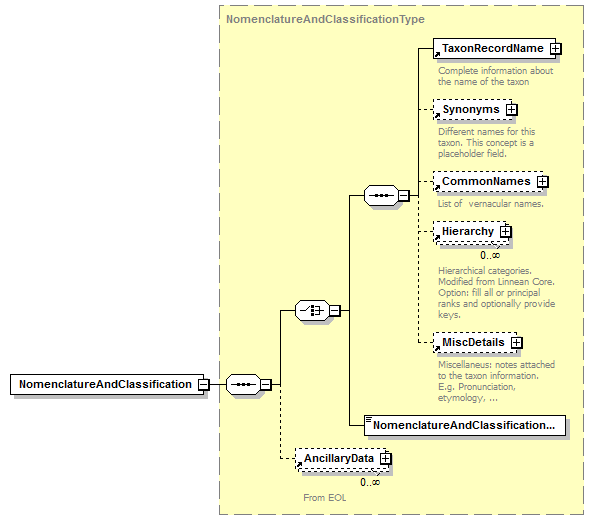 NomenclatureAndClassificationType
TaxonRecordName
Complete information about
the name of the taxon
Synonyms
Different names for this
taxon. This concept is a
placeholder field.
CommonNames
List of  vernacular names.
Hierarchy
0..∞
Hierarchical categories.
Modified from Linnean Core.
Option: fill all or principal
ranks and optionally provide
keys.
MiscDetails
Miscellaneus: notes attached
to the taxon information.
E.g. Pronunciation,
etymology, ...
NomenclatureAndClassification
NomenclatureAndClassification...
AncillaryData
0..∞
From EOL